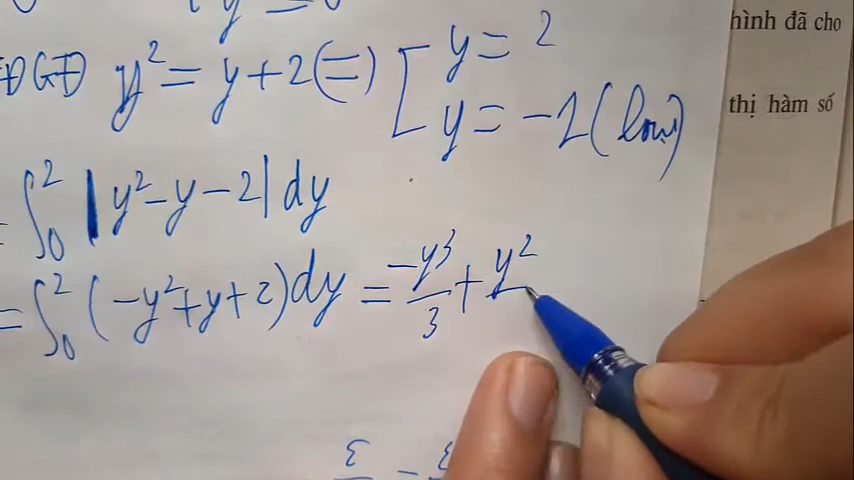 y = 0
PTHĐGĐ y² = y + 2 (=) [ y = 2
y = -1 (loại)
= ∫₀² |y² - y - 2| dy
= ∫₀² (-y² + y + 2) dy = -y³/3 + y²
hình đã cho
thị hàm số